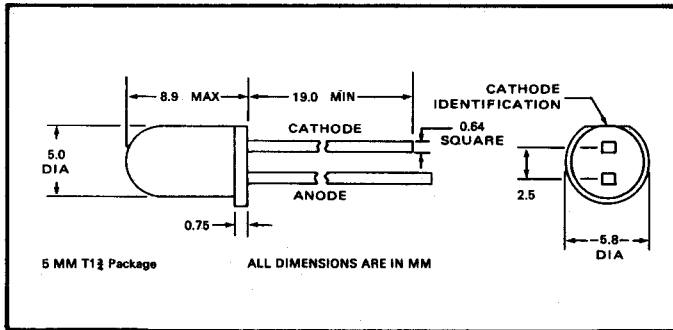 8.9 MAX
19.0 MIN
CATHODE
IDENTIFICATION
CATHODE
0.64
SQUARE
5.0
DIA
2.5
ANODE
0.75
5.8
DIA
5 MM T1¾ Package
ALL DIMENSIONS ARE IN MM